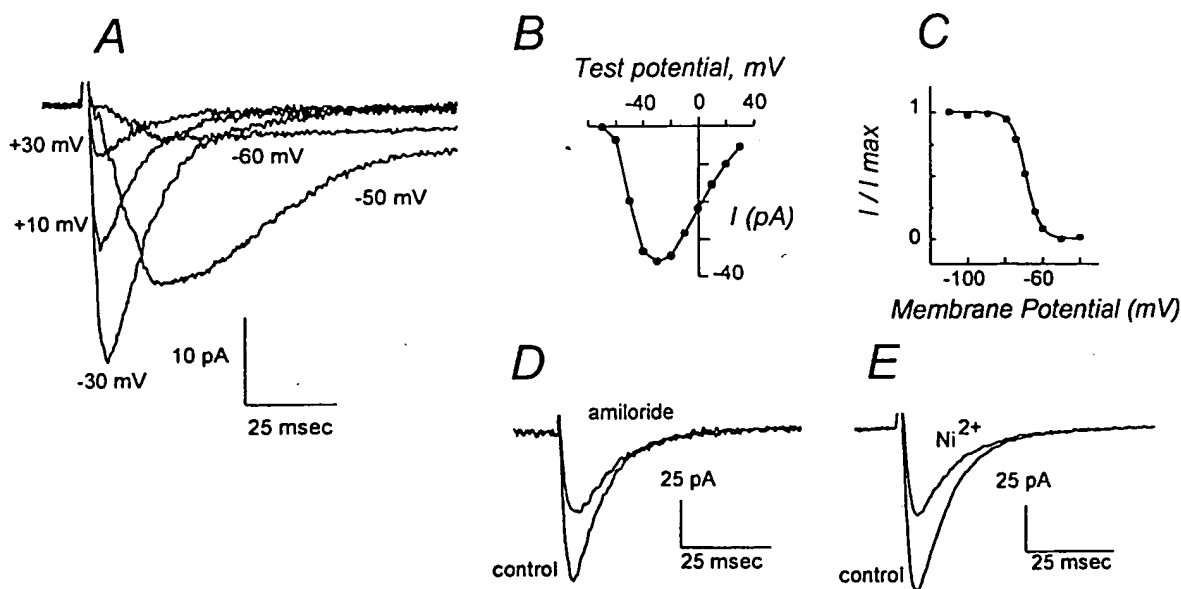 A
+30 mV
-60 mV
-50 mV
+10 mV
-30 mV
10 pA
25 msec
B
Test potential, mV
-40 0 40
I (pA)
-40
C
1
I / I max
0
-100 -60
Membrane Potential (mV)
D
amiloride
25 pA
25 msec
control
E
Ni2+
25 pA
25 msec
control